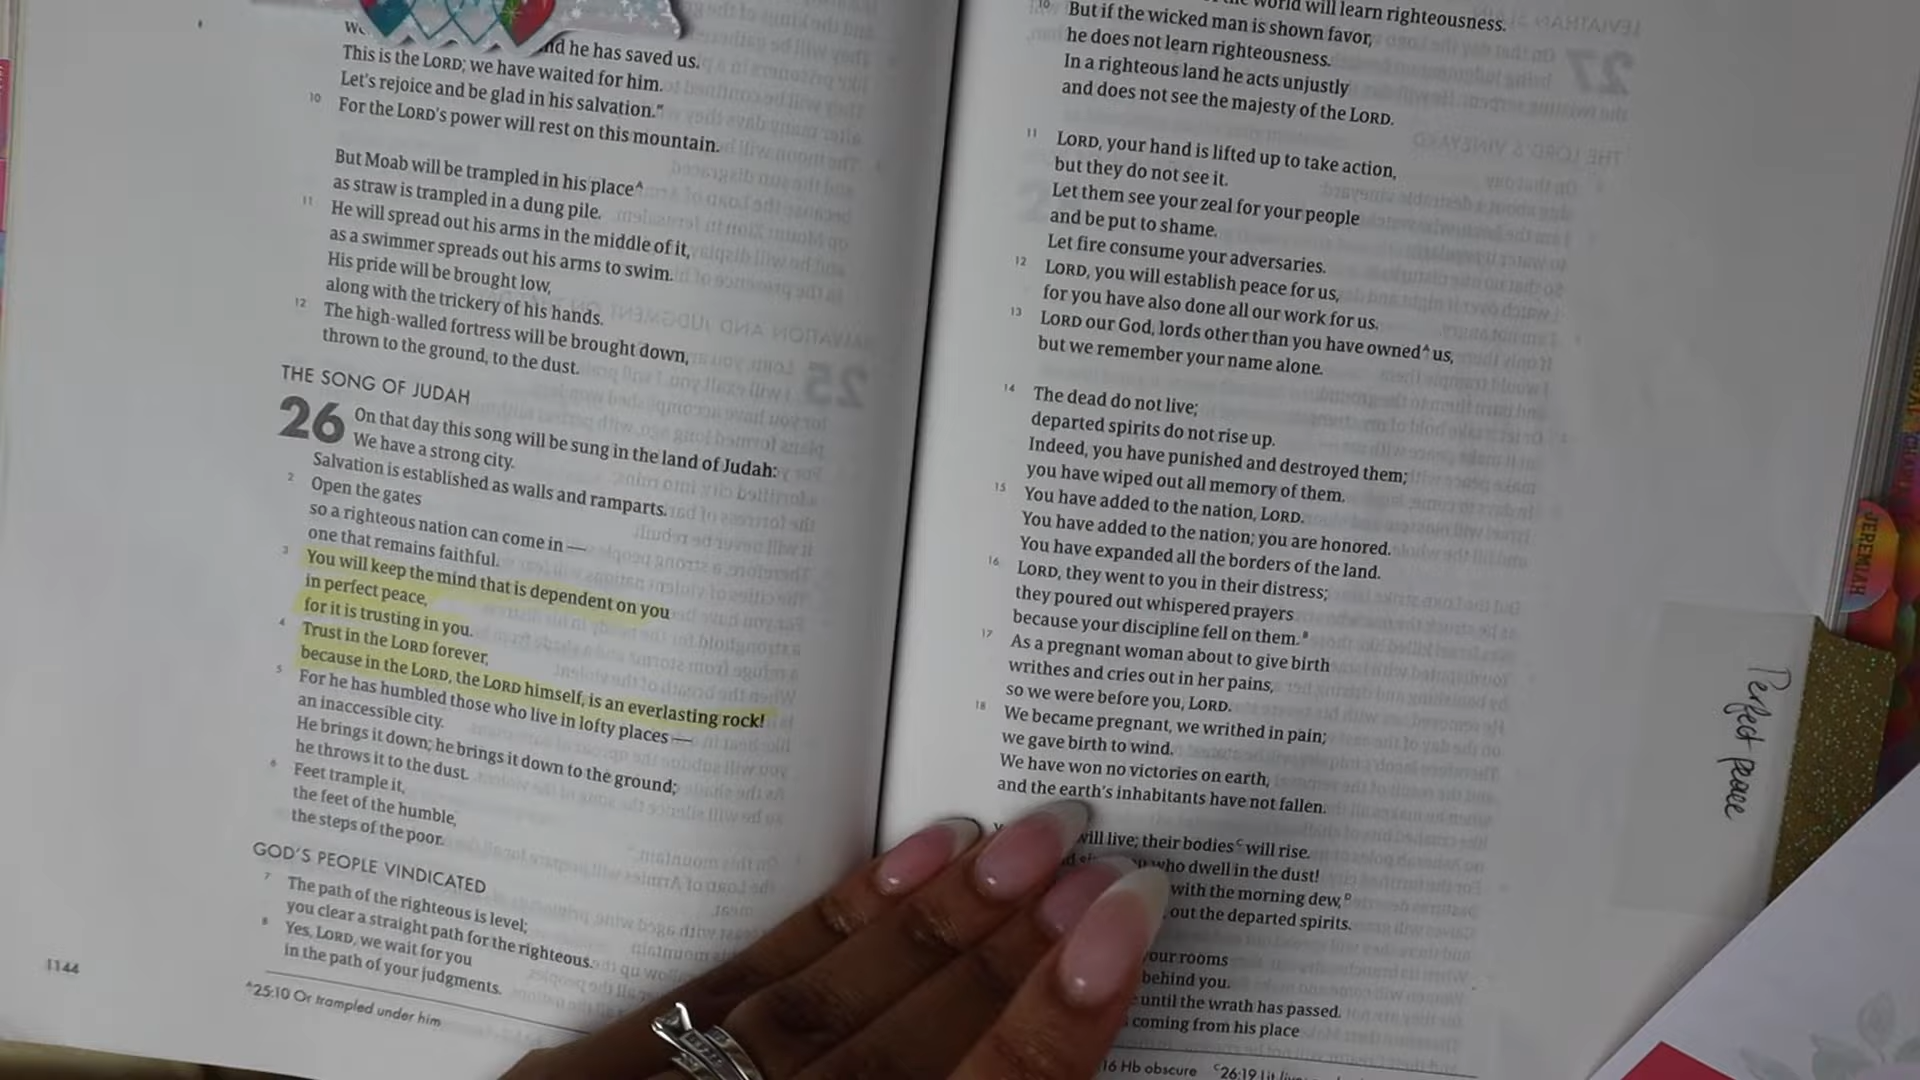 and he has saved us.
This is the LORD; we have waited for him.
Let's rejoice and be glad in his salvation."
10 For the LORD's power will rest on this mountain.
But Moab will be trampled in his place^A
as straw is trampled in a dung pile.
11 He will spread out his arms in the middle of it,
as a swimmer spreads out his arms to swim.
His pride will be brought low,
along with the trickery of his hands.
12 The high-walled fortress will be brought down,
thrown to the ground, to the dust.
THE SONG OF JUDAH
26 On that day this song will be sung in the land of Judah:
We have a strong city.
Salvation is established as walls and ramparts.
2 Open the gates
so a righteous nation can come in —
one that remains faithful.
3 You will keep the mind that is dependent on you
in perfect peace,
for it is trusting in you.
4 Trust in the LORD forever,
because in the LORD, the LORD himself, is an everlasting rock!
5 For he has humbled those who live in lofty places —
an inaccessible city.
He brings it down; he brings it down to the ground;
he throws it to the dust.
6 Feet trample it,
the feet of the humble,
the steps of the poor.
GOD'S PEOPLE VINDICATED
7 The path of the righteous is level;
you clear a straight path for the righteous.
8 Yes, LORD, we wait for you
in the path of your judgments.
1144
^A25:10 Or trampled under him
world will learn righteousness.
10 But if the wicked man is shown favor,
he does not learn righteousness.
In a righteous land he acts unjustly
and does not see the majesty of the LORD.
11 LORD, your hand is lifted up to take action,
but they do not see it.
Let them see your zeal for your people
and be put to shame.
Let fire consume your adversaries.
12 LORD, you will establish peace for us,
for you have also done all our work for us.
13 LORD our God, lords other than you have owned^A us,
but we remember your name alone.
14 The dead do not live;
departed spirits do not rise up.
Indeed, you have punished and destroyed them;
you have wiped out all memory of them.
15 You have added to the nation, LORD.
You have added to the nation; you are honored.
You have expanded all the borders of the land.
16 LORD, they went to you in their distress;
they poured out whispered prayers
because your discipline fell on them.^B
17 As a pregnant woman about to give birth
writhes and cries out in her pains,
so we were before you, LORD.
18 We became pregnant, we writhed in pain;
we gave birth to wind.
We have won no victories on earth,
and the earth's inhabitants have not fallen.
will live; their bodies^C will rise.
who dwell in the dust!
with the morning dew,^D
out the departed spirits.
your rooms
behind you.
until the wrath has passed.
coming from his place
16 Hb obscure ^C26:19 Lit
JEREMIAH
Perfect peace